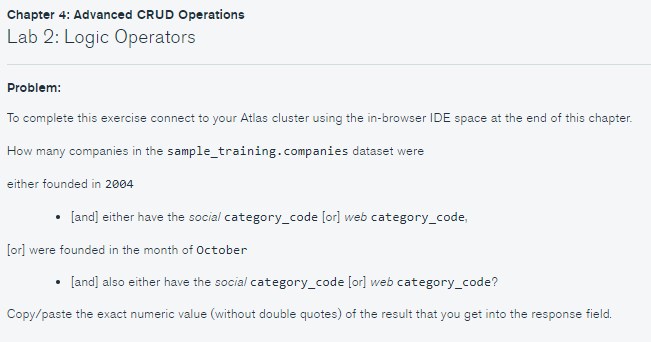 Chapter 4: Advanced CRUD Operations
Lab 2: Logic Operators
Problem:
To complete this exercise connect to your Atlas cluster using the in-browser IDE space at the end of this chapter.
How many companies in the sample_training.companies dataset were
either founded in 2004
• [and] either have the social category_code [or] web category_code,
[or] were founded in the month of October
• [and] also either have the social category_code [or] web category_code?
Copy/paste the exact numeric value (without double quotes) of the result that you get into the response field.